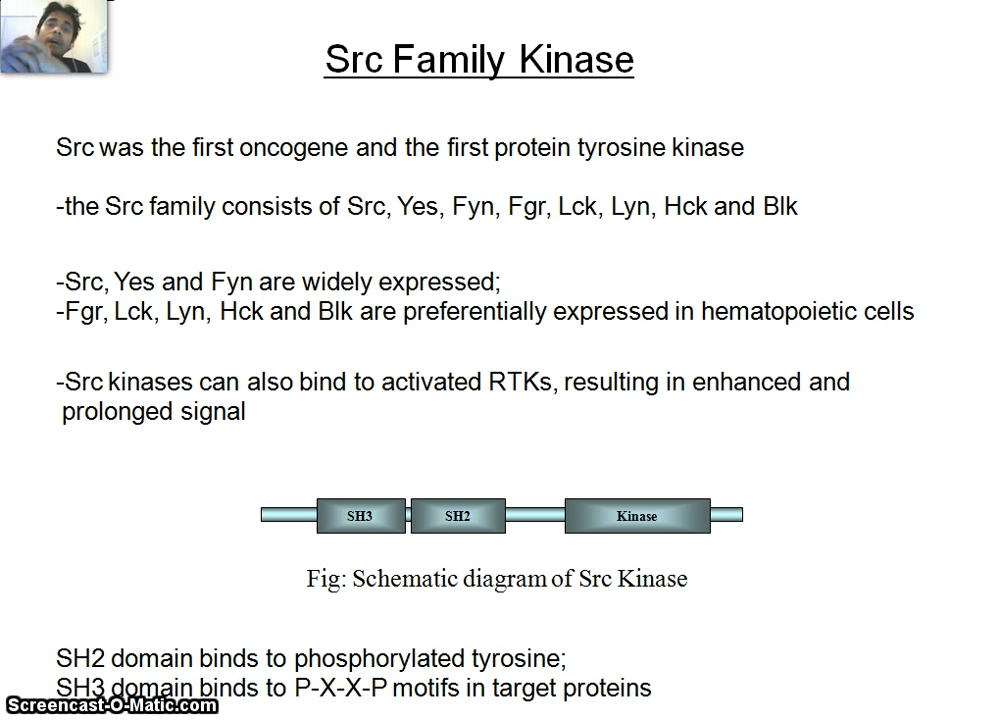 Src Family Kinase
Src was the first oncogene and the first protein tyrosine kinase
-the Src family consists of Src, Yes, Fyn, Fgr, Lck, Lyn, Hck and Blk
-Src, Yes and Fyn are widely expressed;
-Fgr, Lck, Lyn, Hck and Blk are preferentially expressed in hematopoietic cells
-Src kinases can also bind to activated RTKs, resulting in enhanced and
prolonged signal
SH3 SH2 Kinase
Fig: Schematic diagram of Src Kinase
SH2 domain binds to phosphorylated tyrosine;
SH3 domain binds to P-X-X-P motifs in target proteins
Screencast-O-Matic.com